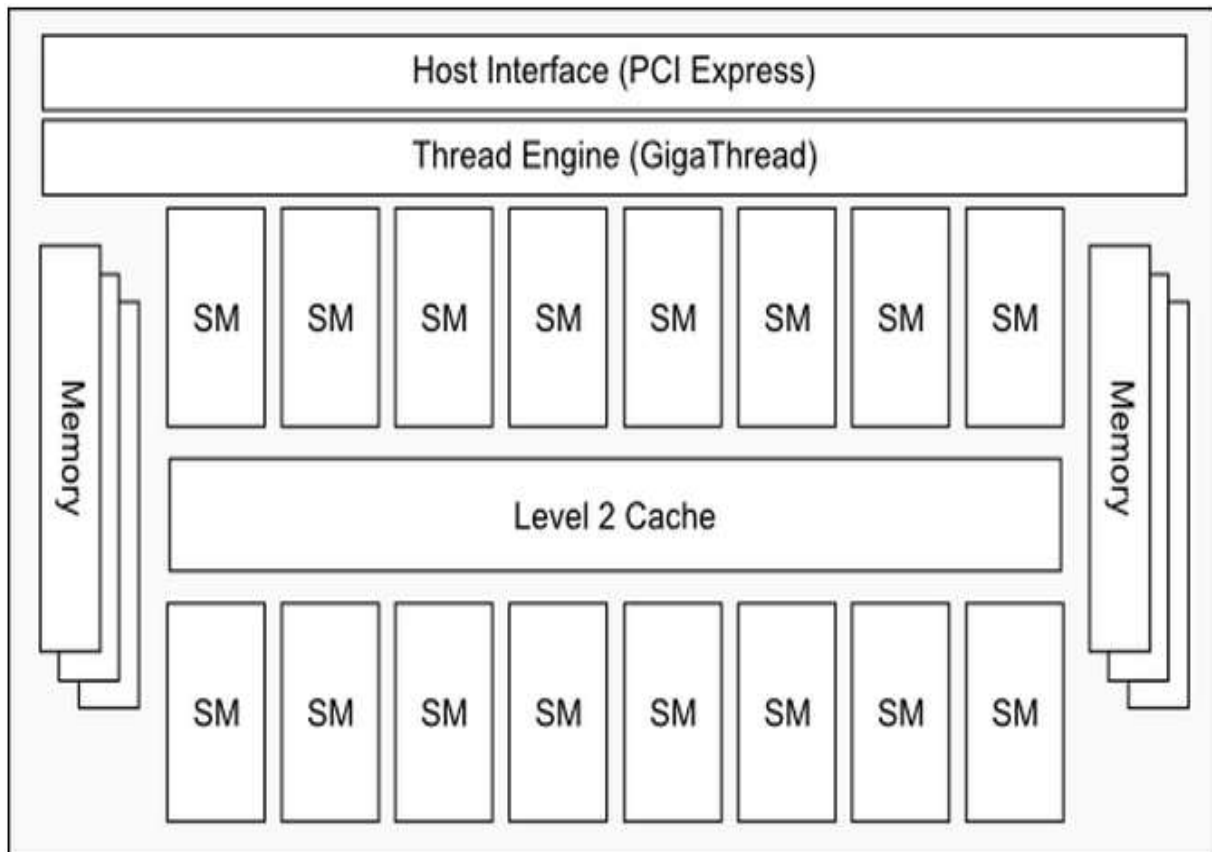 Host Interface (PCI Express)
Thread Engine (GigaThread)
SM SM SM SM SM SM SM SM
Memory
Memory
Level 2 Cache
SM SM SM SM SM SM SM SM